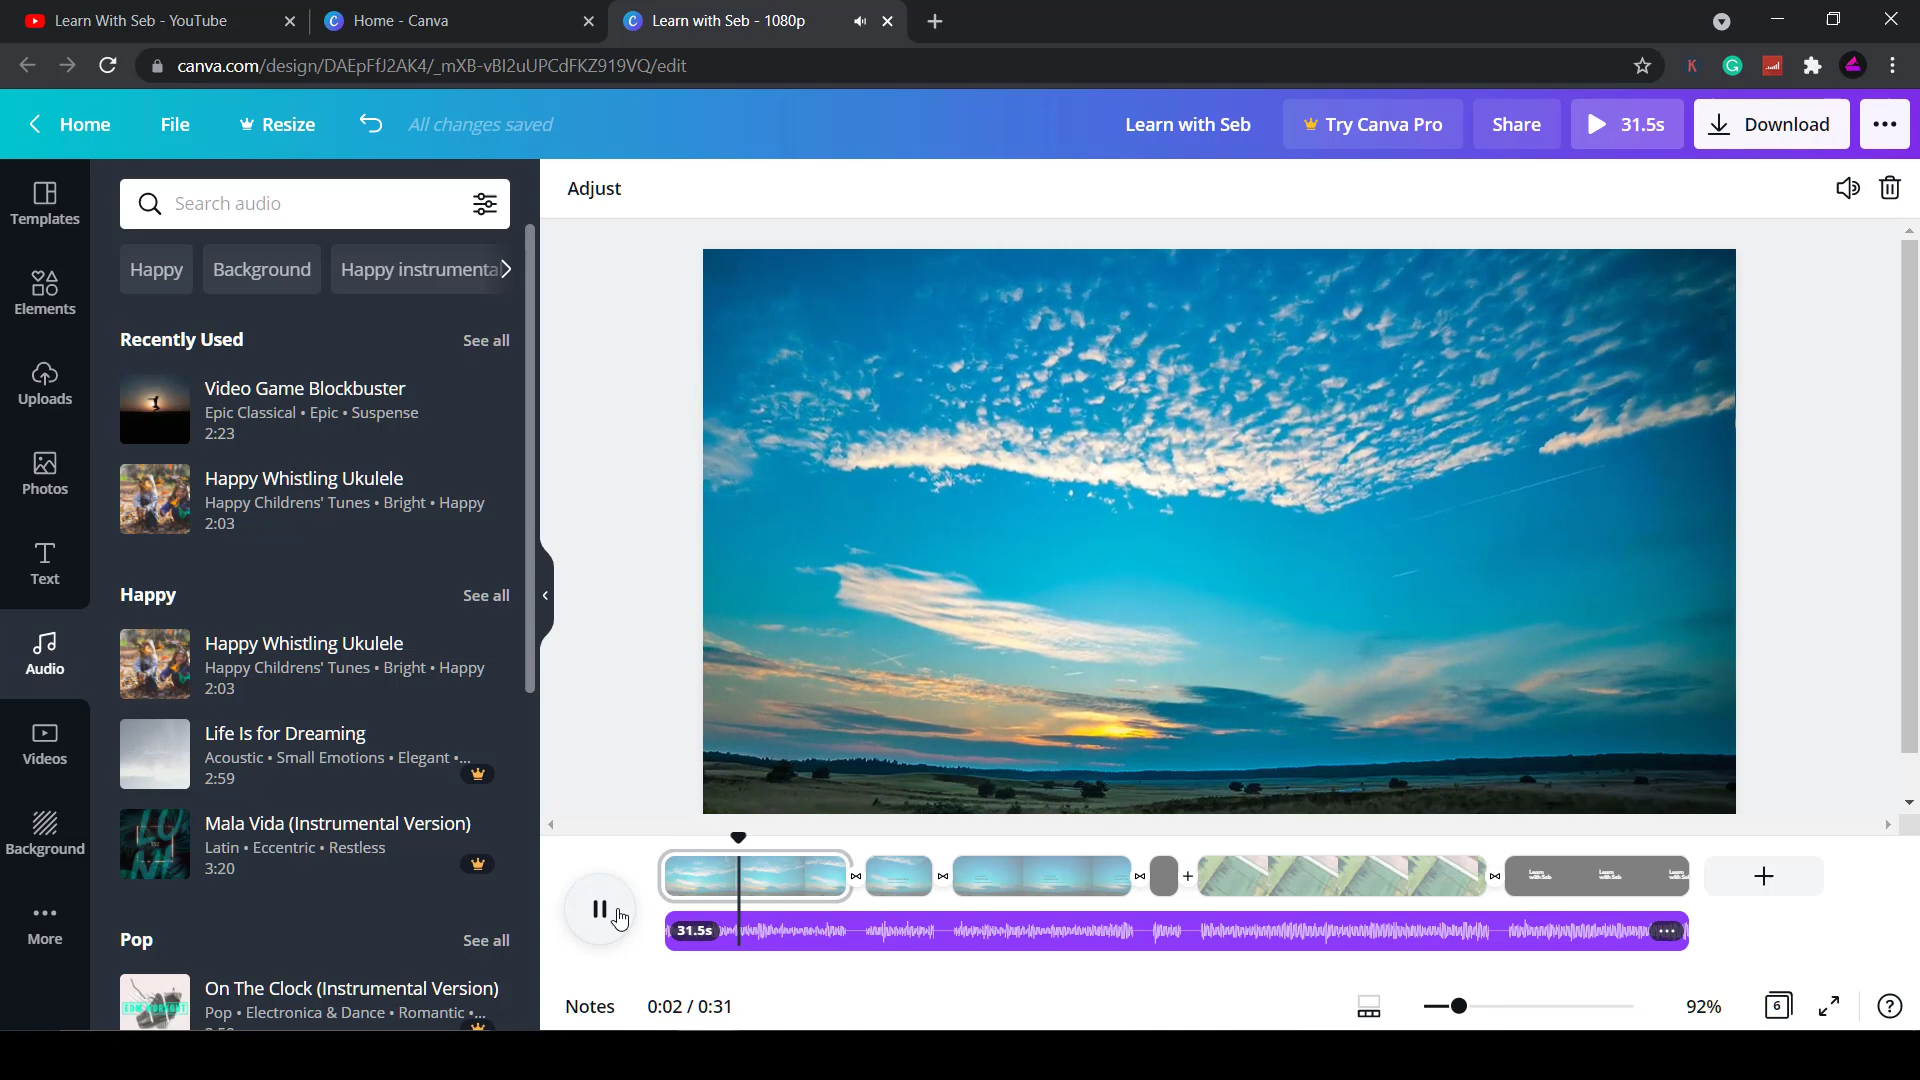 Learn With Seb - YouTube
Home - Canva
Learn with Seb - 1080p
canva.com/design/DAEpFfJ2AK4/_mXB-vBI2uUPCdFKZ919VQ/edit
Home
File
Resize
All changes saved
Learn with Seb
Try Canva Pro
Share
31.5s
Download
Templates
Elements
Uploads
Photos
Text
Audio
Videos
Background
More
Search audio
Happy
Background
Happy instrumental
Recently Used
See all
Video Game Blockbuster
Epic Classical • Epic • Suspense
2:23
Happy Whistling Ukulele
Happy Childrens' Tunes • Bright • Happy
2:03
Happy
See all
Happy Whistling Ukulele
Happy Childrens' Tunes • Bright • Happy
2:03
Life Is for Dreaming
Acoustic • Small Emotions • Elegant •...
2:59
Mala Vida (Instrumental Version)
Latin • Eccentric • Restless
3:20
Pop
See all
On The Clock (Instrumental Version)
Pop • Electronica & Dance • Romantic •...
Adjust
31.5s
Notes
0:02 / 0:31
92%
6